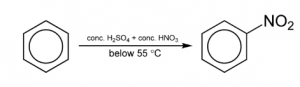 conc. H₂SO₄ + conc. HNO₃
NO₂
below 55 °C